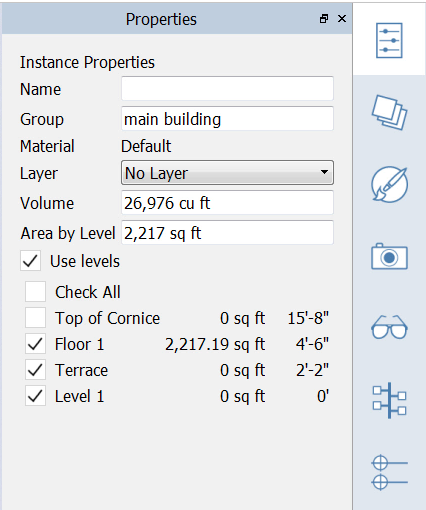 Properties
Instance Properties
Name
Group main building
Material Default
Layer No Layer
Volume 26,976 cu ft
Area by Level 2,217 sq ft
Use levels
Check All
Top of Cornice 0 sq ft 15'-8"
Floor 1 2,217.19 sq ft 4'-6"
Terrace 0 sq ft 2'-2"
Level 1 0 sq ft 0'